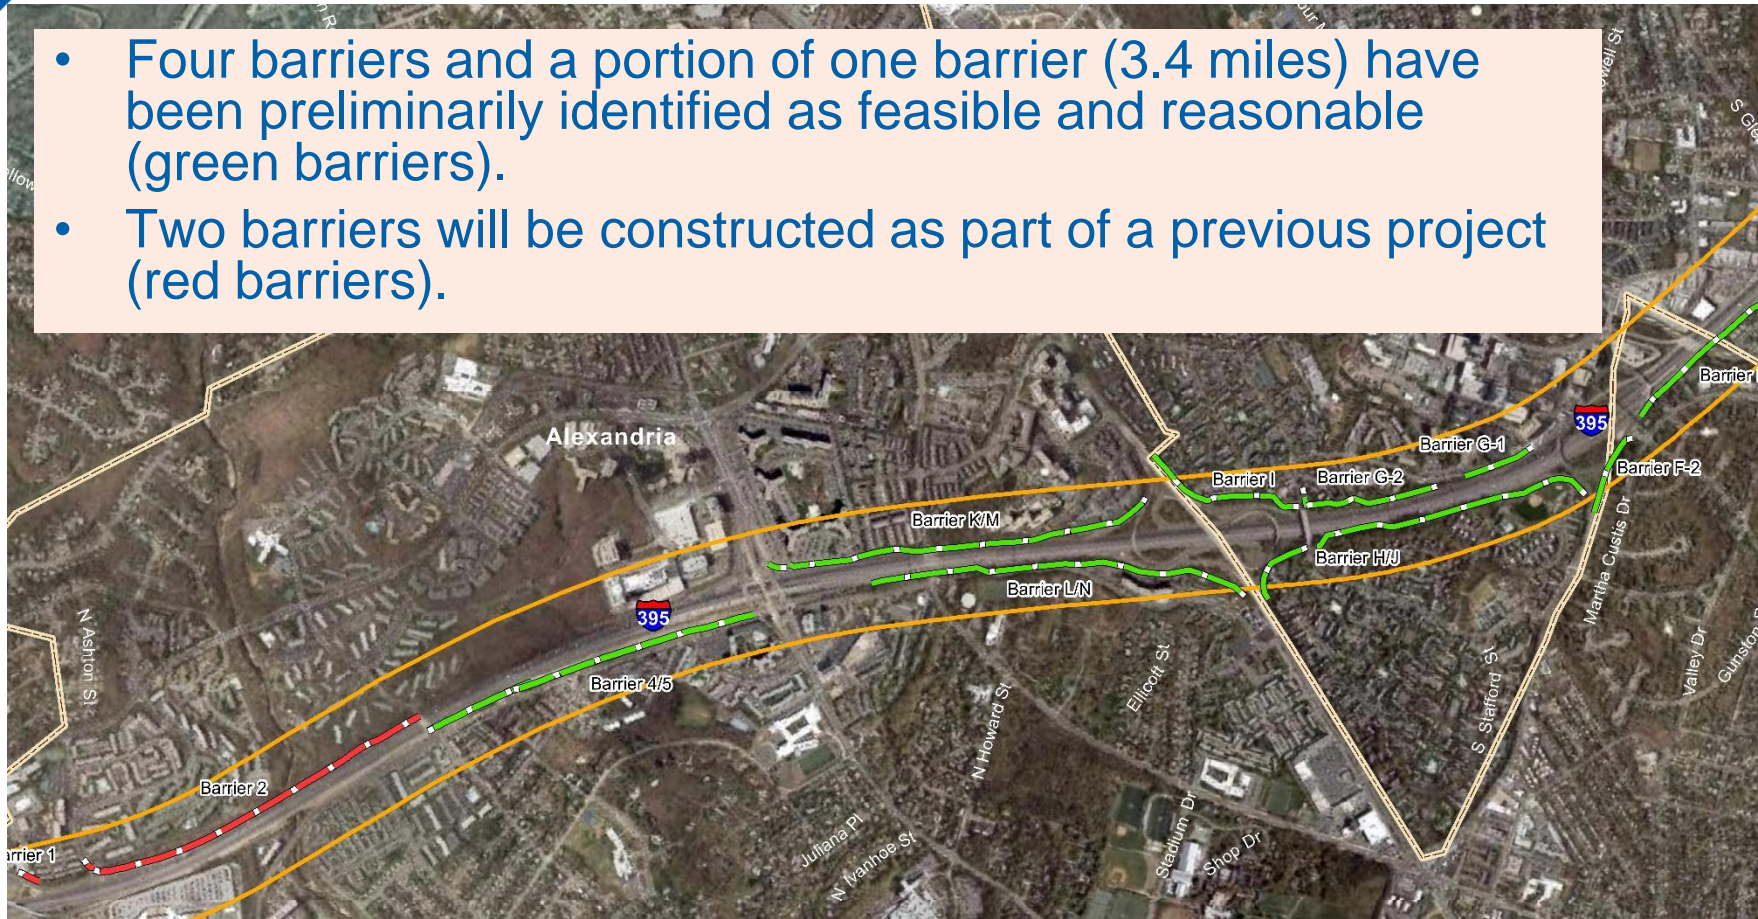 • Four barriers and a portion of one barrier (3.4 miles) have
been preliminarily identified as feasible and reasonable
(green barriers).
• Two barriers will be constructed as part of a previous project
(red barriers).
Barrier
395
Alexandria
Barrier G-1
Barrier F-2
Barrier I
Barrier G-2
Barrier K/M
Barrier H/J
Martha Custis Dr
Barrier L/N
395
N Ashton St
Barrier 4/5
Ellicott St
Valley Dr
S Stafford St
N Howard St
Barrier 2
Juliana Pl
N Ivanhoe St
Stadium Dr
Shop Dr